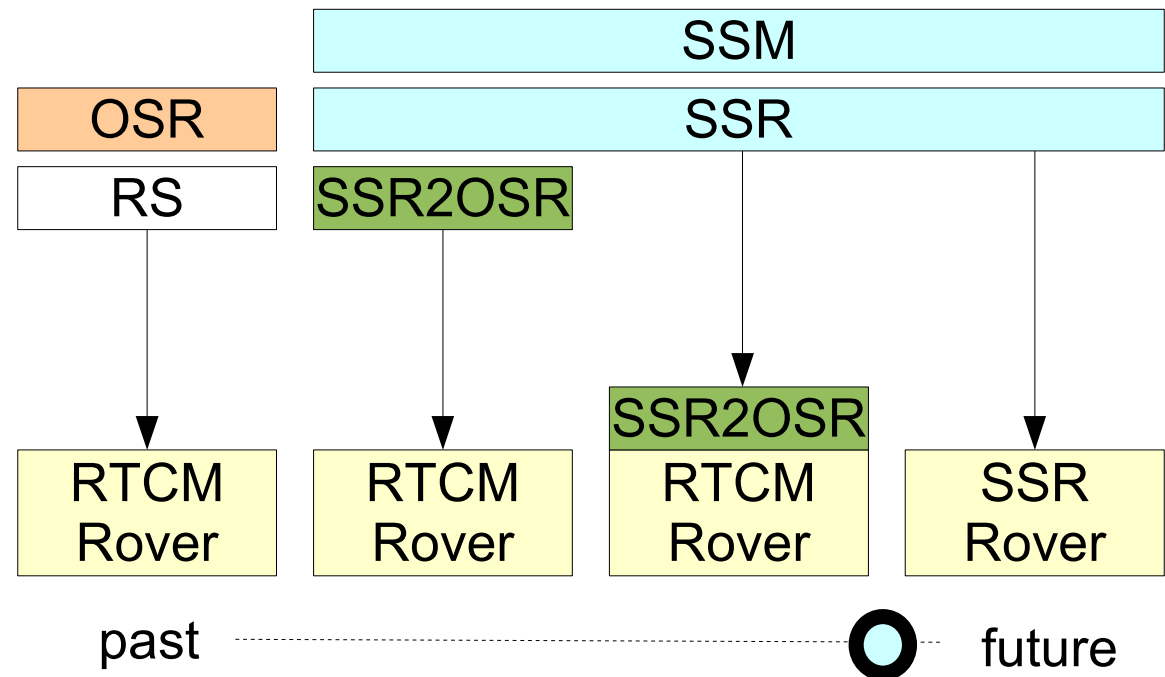 SSM
OSR
SSR
RS
SSR2OSR
SSR2OSR
RTCM
Rover
RTCM
Rover
RTCM
Rover
SSR
Rover
past
future